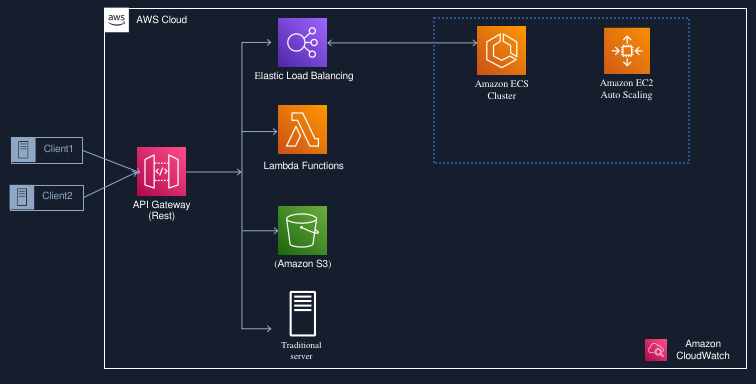 aws
AWS Cloud
Elastic Load Balancing
Amazon ECS
Cluster
Amazon EC2
Auto Scaling
Lambda Functions
Client1
Client2
API Gateway
(Rest)
(Amazon S3)
Traditional
server
Amazon
CloudWatch